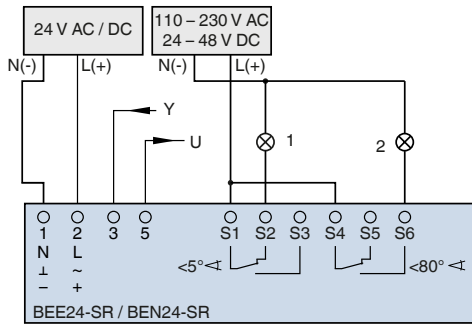 24 V AC / DC
110 – 230 V AC
24 – 48 V DC
N(-) L(+) N(-) L(+)
Y
U
1
2
1 2 3 5 S1 S2 S3 S4 S5 S6
N L
⊥ ~
– +
<5° <80°
BEE24-SR / BEN24-SR